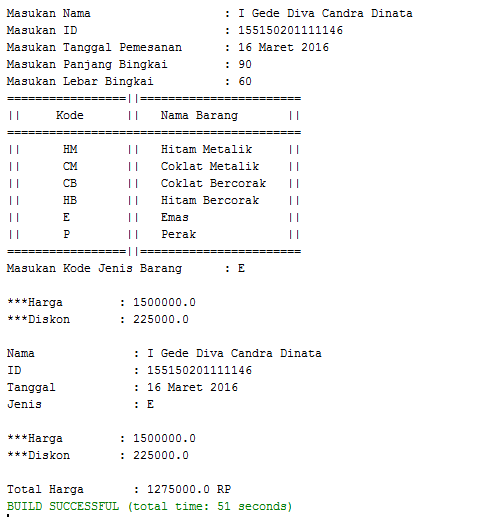 Masukan Nama                   : I Gede Diva Candra Dinata
Masukan ID                     : 155150201111146
Masukan Tanggal Pemesanan      : 16 Maret 2016
Masukan Panjang Bingkai        : 90
Masukan Lebar Bingkai          : 60
=================||=======================
||     Kode      ||   Nama Barang       ||
==========================================
||      HM       ||   Hitam Metalik     ||
||      CM       ||   Coklat Metalik    ||
||      CB       ||   Coklat Bercorak   ||
||      HB       ||   Hitam Bercorak    ||
||      E        ||   Emas              ||
||      P        ||   Perak             ||
=================||=======================
Masukan Kode Jenis Barang      : E

***Harga        : 1500000.0
***Diskon       : 225000.0

Nama              : I Gede Diva Candra Dinata
ID                : 155150201111146
Tanggal           : 16 Maret 2016
Jenis             : E

***Harga        : 1500000.0
***Diskon       : 225000.0

Total Harga       : 1275000.0 RP
BUILD SUCCESSFUL (total time: 51 seconds)